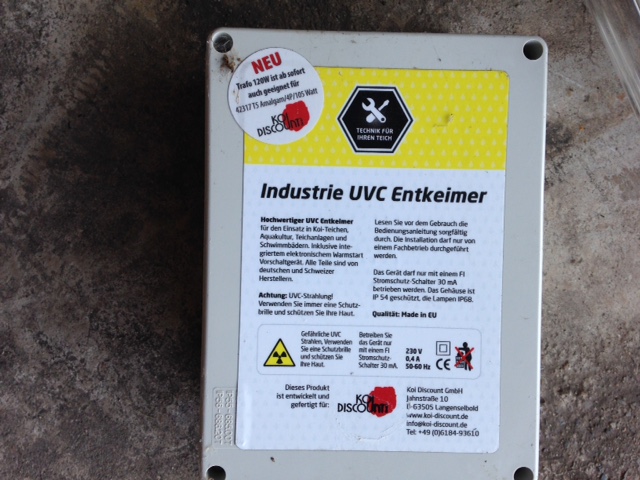 NEU
Trafo 120W ist ab sofort
auch geeignet für
42317 T5 Amalgam/4P/105 Watt
KOI
DISCOUNT
TECHNIK FÜR
IHREN TEICH
Industrie UVC Entkeimer
Hochwertiger UVC Entkeimer
für den Einsatz in Koi-Teichen,
Aquakultur, Teichanlagen und
Schwimmbädern. Inklusive inte-
griertem elektronischem Warmstart
Vorschaltgerät. Alle Teile sind von
deutschen und Schweizer
Herstellern.
Achtung: UVC-Strahlung!
Verwenden Sie immer eine Schutz-
brille und schützen Sie Ihre Haut.
Lesen Sie vor dem Gebrauch die
Bedienungsanleitung sorgfältig
durch. Die Installation darf nur von
einem Fachbetrieb durchgeführt
werden.
Das Gerät darf nur mit einem FI
Stromschutz-Schalter 30 mA
betrieben werden. Das Gehäuse ist
IP 54 geschützt, die Lampen IP68.
Qualität: Made in EU
Gefährliche UVC
Strahlen, Verwenden
Sie eine Schutzbrille
und schützen Sie
Ihre Haut.
Betreiben Sie
das Gerät nur
mit einem FI
Stromschutz-
Schalter 30 mA.
230 V
0,4 A
50-60 Hz
CE
Dieses Produkt
ist entwickelt und
gefertigt für:
KOI
DISCOUNT
Koi Discount GmbH
Jahnstraße 10
D-63505 Langenselbold
www.koi-discount.de
info@koi-discount.de
Tel: +49 (0)6184-93610